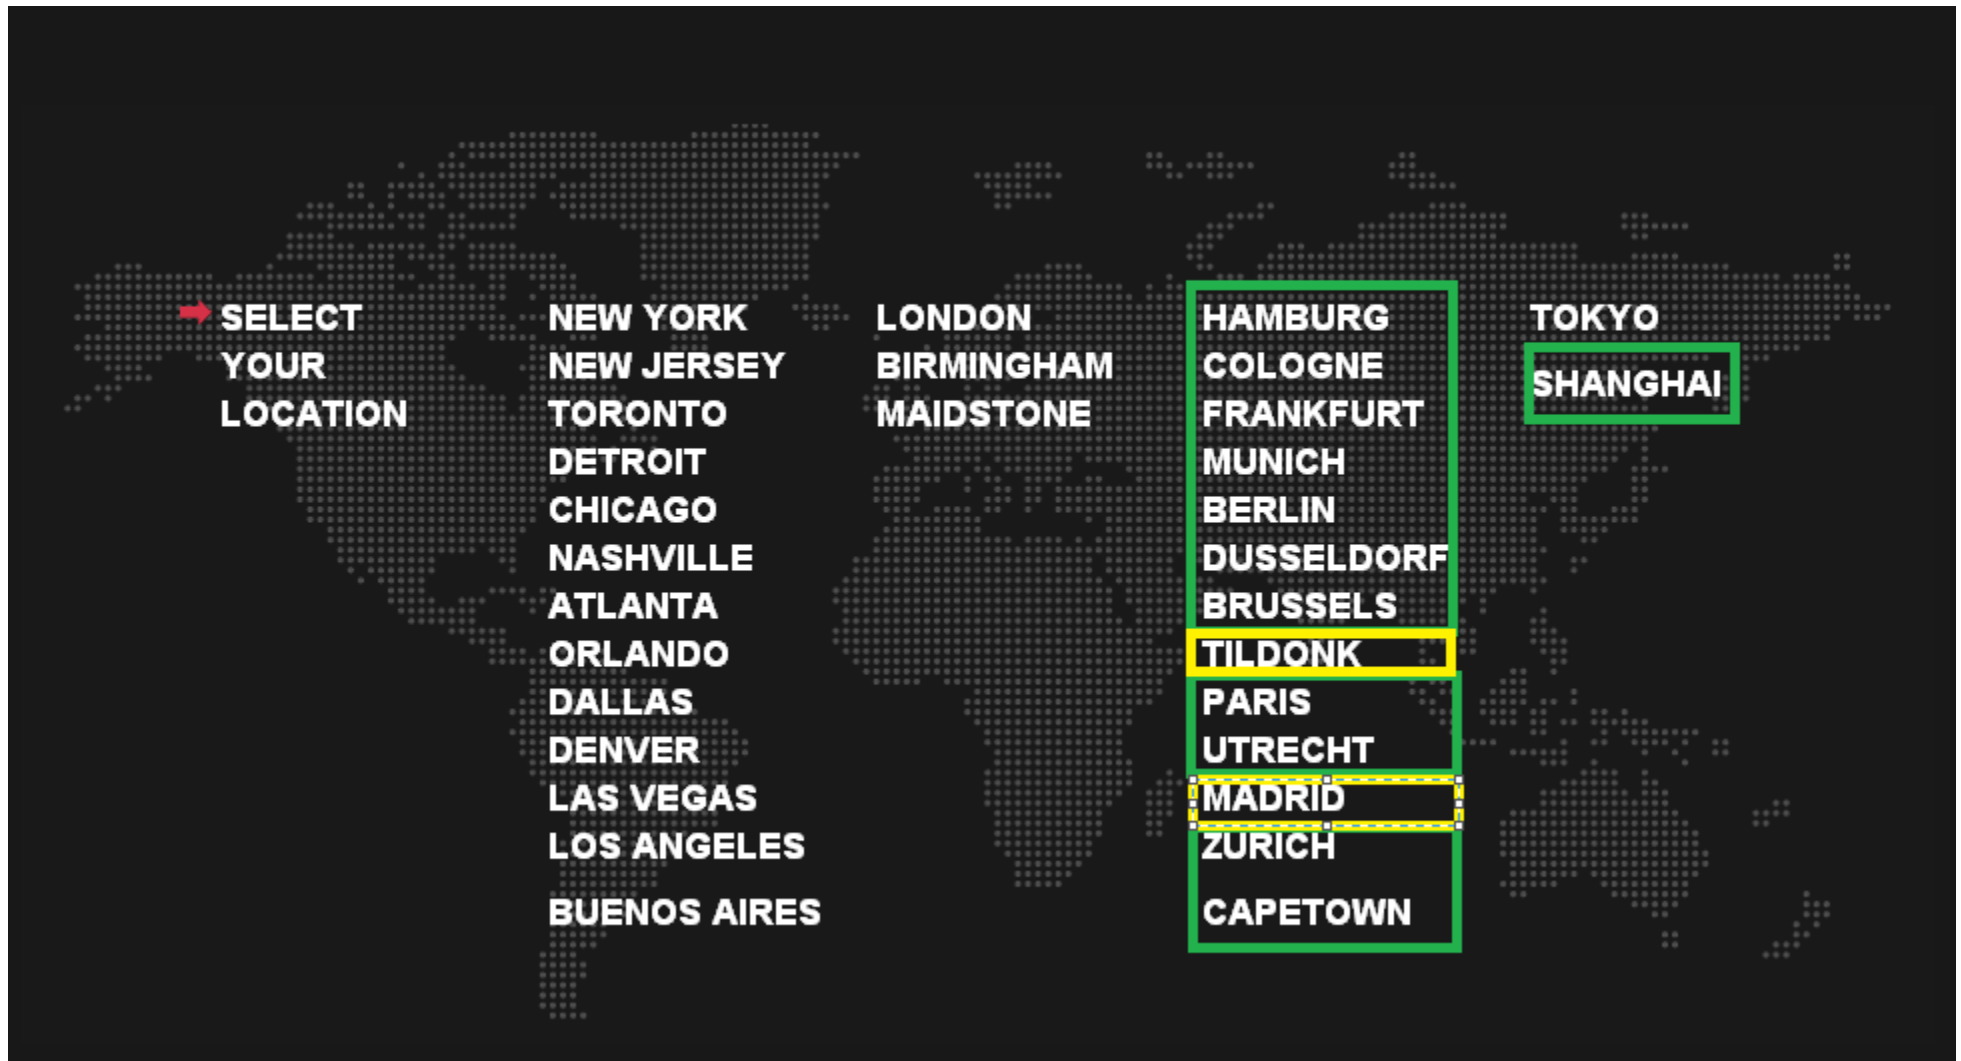 SELECT
YOUR
LOCATION
NEW YORK
NEW JERSEY
TORONTO
DETROIT
CHICAGO
NASHVILLE
ATLANTA
ORLANDO
DALLAS
DENVER
LAS VEGAS
LOS ANGELES
BUENOS AIRES
LONDON
BIRMINGHAM
MAIDSTONE
HAMBURG
COLOGNE
FRANKFURT
MUNICH
BERLIN
DUSSELDORF
BRUSSELS
TILDONK
PARIS
UTRECHT
MADRID
ZURICH
CAPETOWN
TOKYO
SHANGHAI